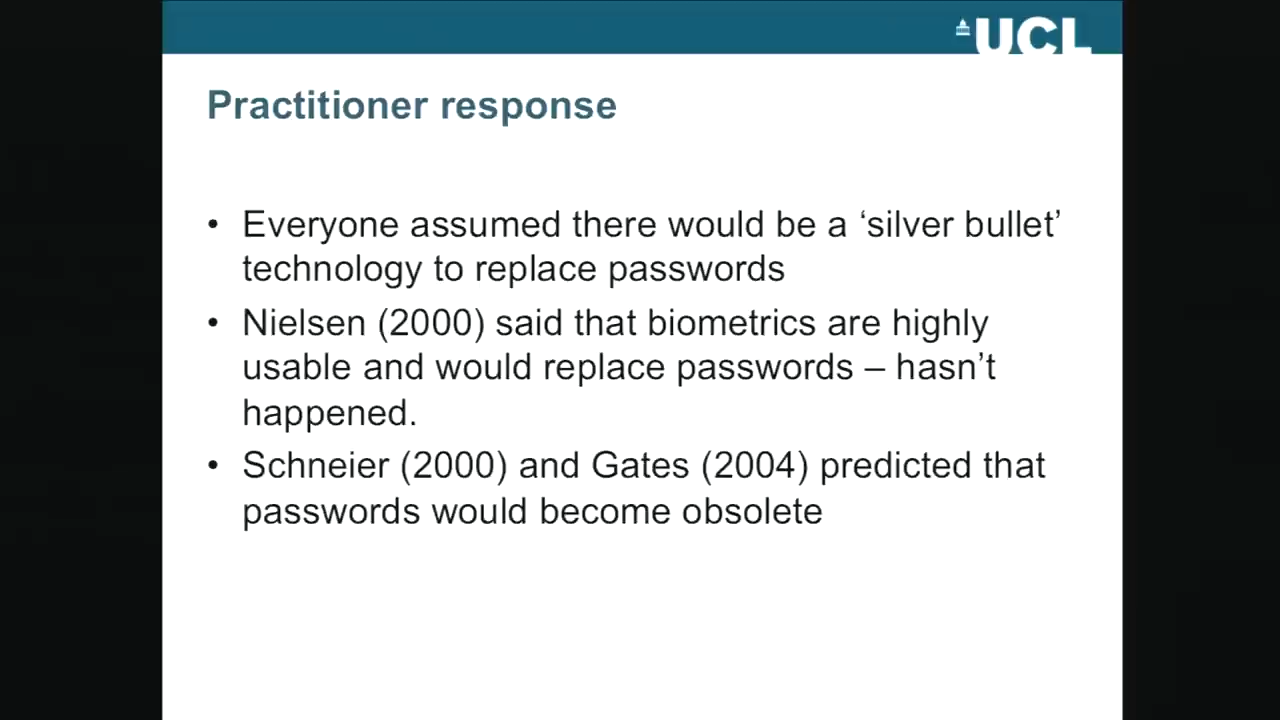 UCL
Practitioner response
• Everyone assumed there would be a ‘silver bullet’
technology to replace passwords
• Nielsen (2000) said that biometrics are highly
usable and would replace passwords – hasn’t
happened.
• Schneier (2000) and Gates (2004) predicted that
passwords would become obsolete